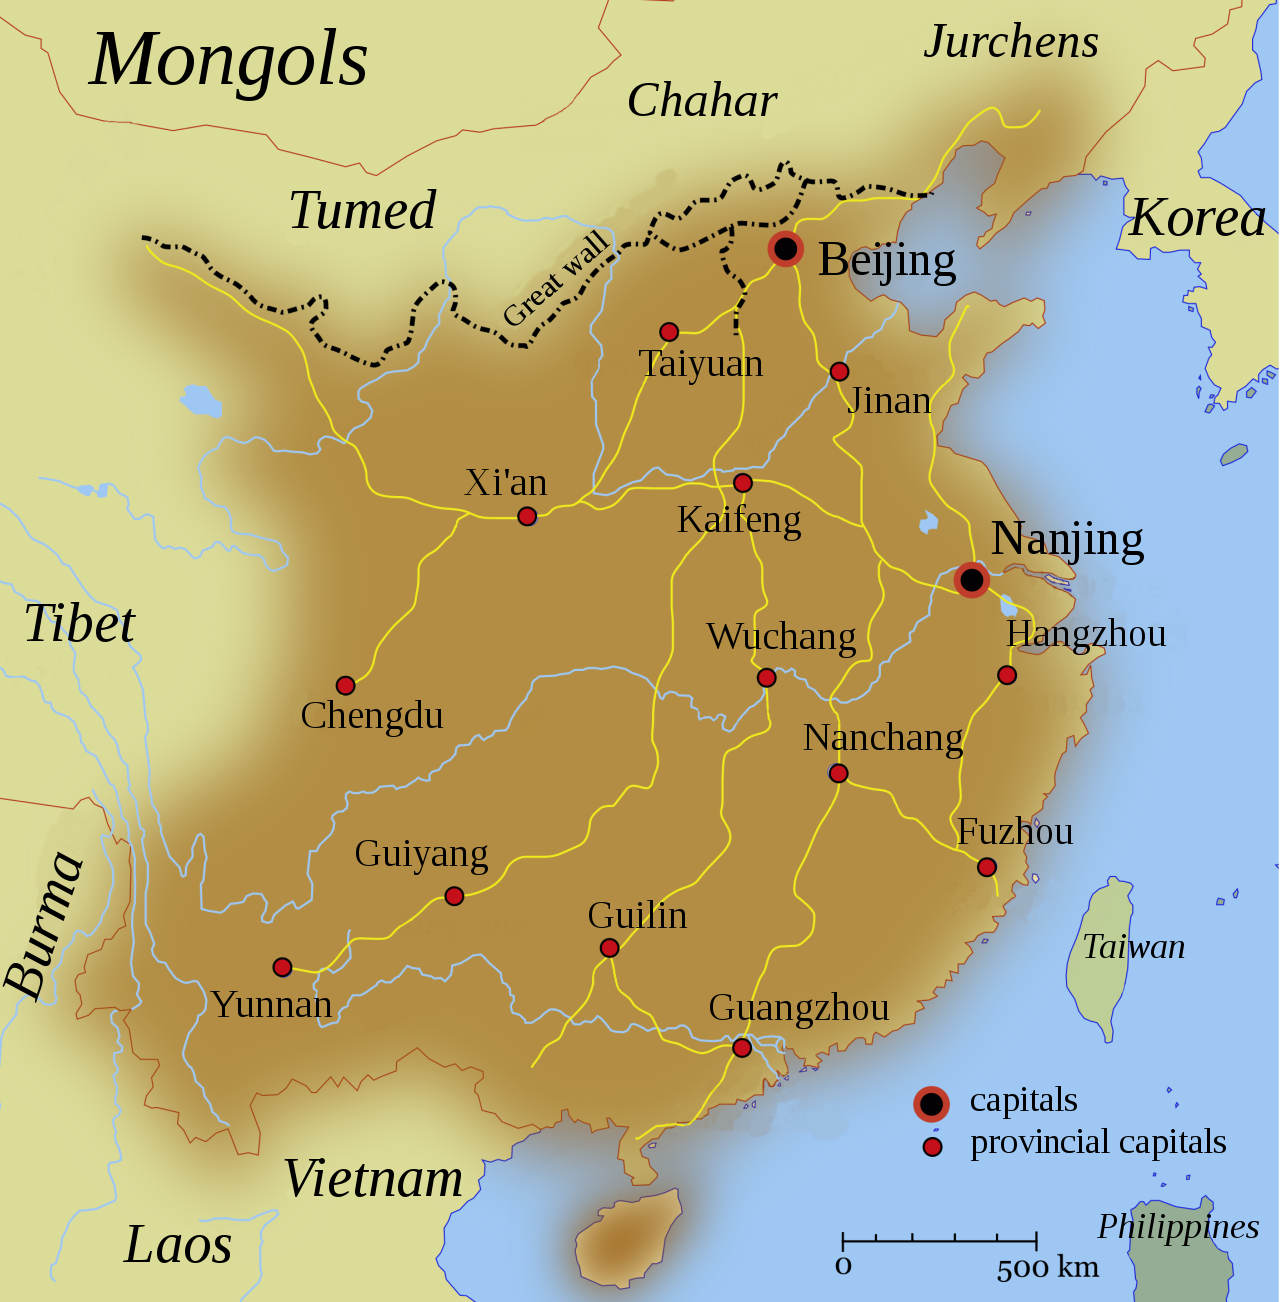 Mongols
Jurchens
Chahar
Tumed
Korea
Great wall
Beijing
Taiyuan
Jinan
Xi'an
Kaifeng
Nanjing
Tibet
Wuchang
Hangzhou
Chengdu
Nanchang
Fuzhou
Guiyang
Burma
Guilin
Taiwan
Yunnan
Guangzhou
capitals
provincial capitals
Vietnam
Philippines
Laos
0 500 km